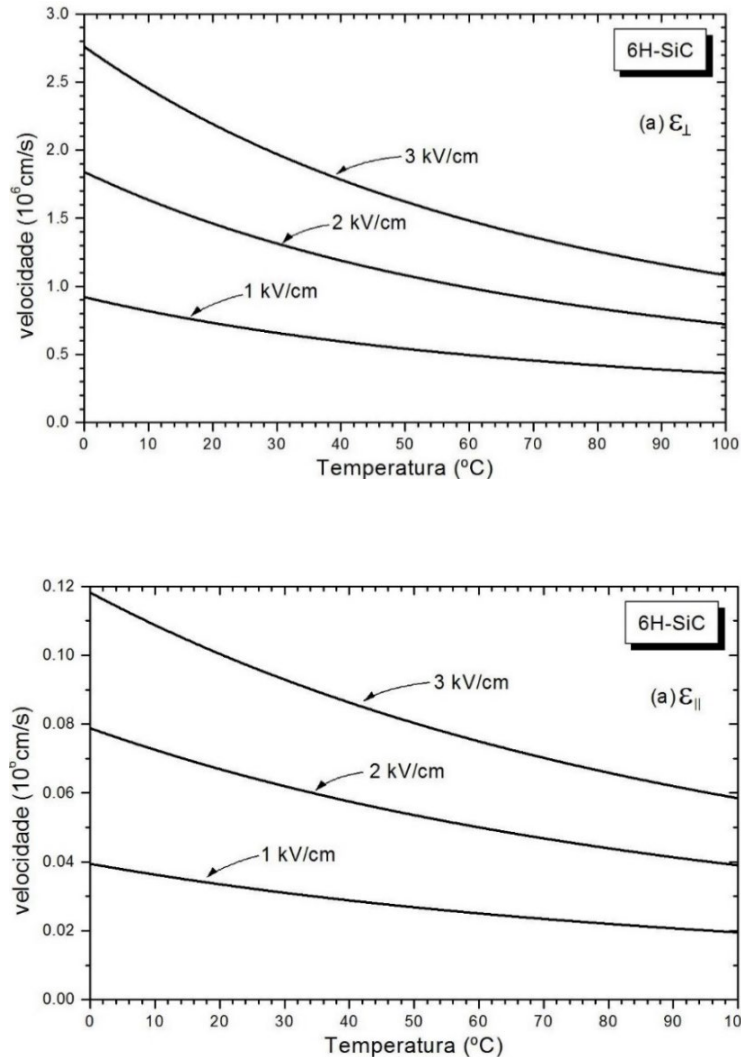 3.0
6H-SiC
2.5
(a) ε⊥
velocidade (10⁶cm/s)
2.0
3 kV/cm
1.5
2 kV/cm
1.0
1 kV/cm
0.5
0.0
0 10 20 30 40 50 60 70 80 90 100
Temperatura (ºC)
0.12
6H-SiC
0.10
3 kV/cm
(a) ε||
velocidade (10⁶cm/s)
0.08
2 kV/cm
0.06
0.04
1 kV/cm
0.02
0.00
0 10 20 30 40 50 60 70 80 90 10
Temperatura (ºC)